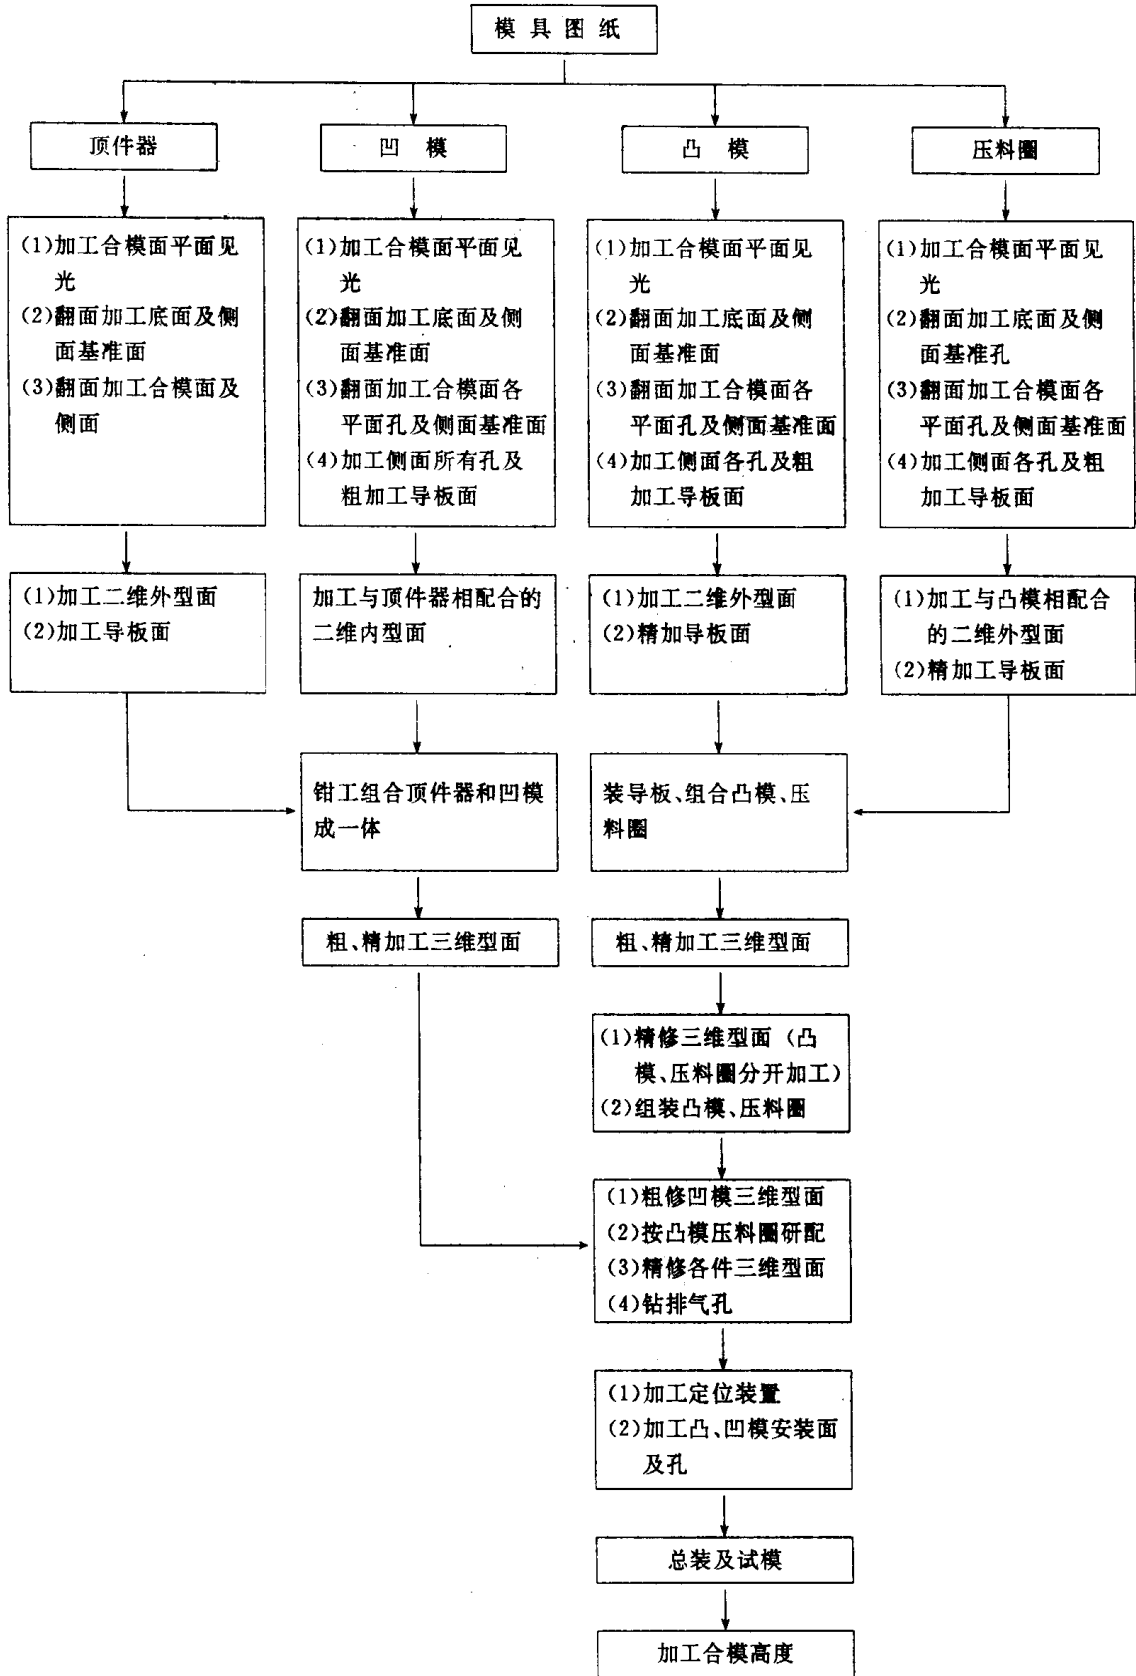 模具图纸
顶件器
凹模
凸模
压料圈
(1)加工合模面平面见
光
(2)翻面加工底面及侧
面基准面
(3)翻面加工合模面及
侧面
(1)加工合模面平面见
光
(2)翻面加工底面及侧
面基准面
(3)翻面加工合模面各
平面孔及侧面基准面
(4)加工侧面所有孔及
粗加工导板面
(1)加工合模面平面见
光
(2)翻面加工底面及侧
面基准面
(3)翻面加工合模面各
平面孔及侧面基准面
(4)加工侧面各孔及粗
加工导板面
(1)加工合模面平面见
光
(2)翻面加工底面及侧
面基准孔
(3)翻面加工合模面各
平面孔及侧面基准面
(4)加工侧面各孔及粗
加工导板面
(1)加工二维外型面
(2)加工导板面
加工与顶件器相配合的
二维内型面
(1)加工二维外型面
(2)精加导板面
(1)加工与凸模相配合
的二维外型面
(2)精加工导板面
钳工组合顶件器和凹模
成一体
装导板、组合凸模、压
料圈
粗、精加工三维型面
粗、精加工三维型面
(1)精修三维型面（凸
模、压料圈分开加工）
(2)组装凸模、压料圈
(1)粗修凹模三维型面
(2)按凸模压料圈研配
(3)精修各件三维型面
(4)钻排气孔
(1)加工定位装置
(2)加工凸、凹模安装面
及孔
总装及试模
加工合模高度